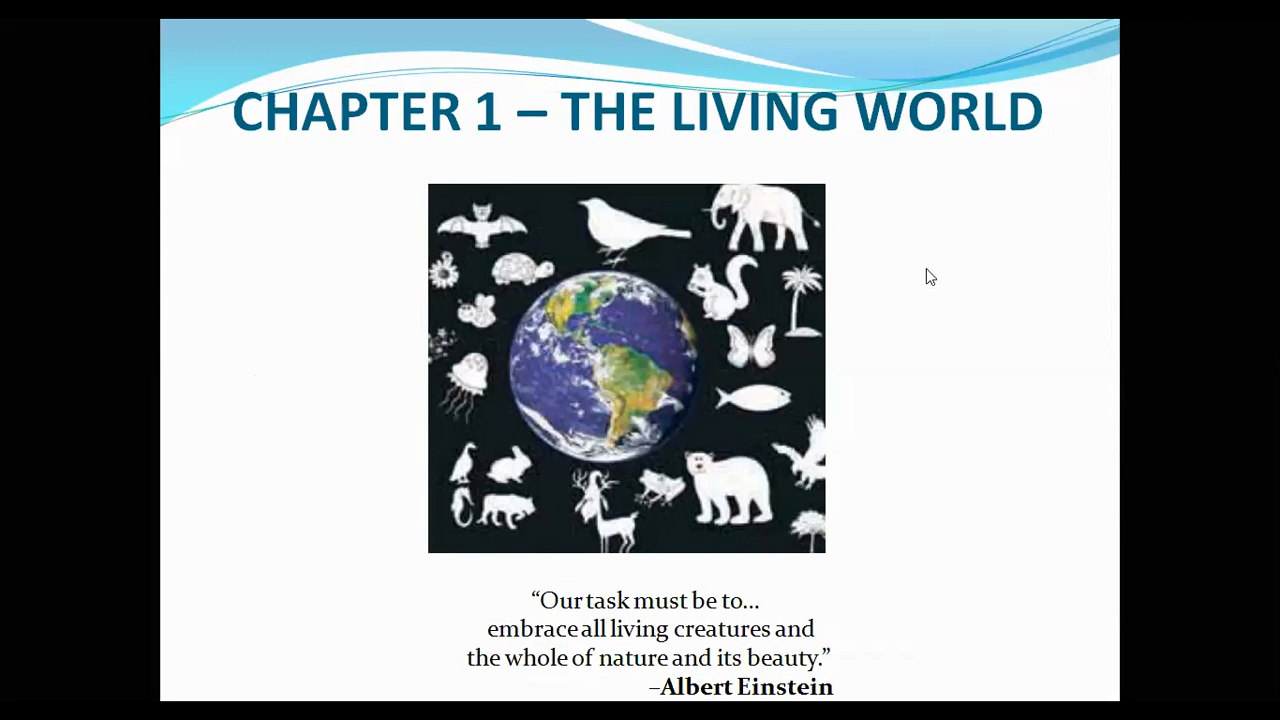 CHAPTER 1 – THE LIVING WORLD
“Our task must be to...
embrace all living creatures and
the whole of nature and its beauty.”
–Albert Einstein